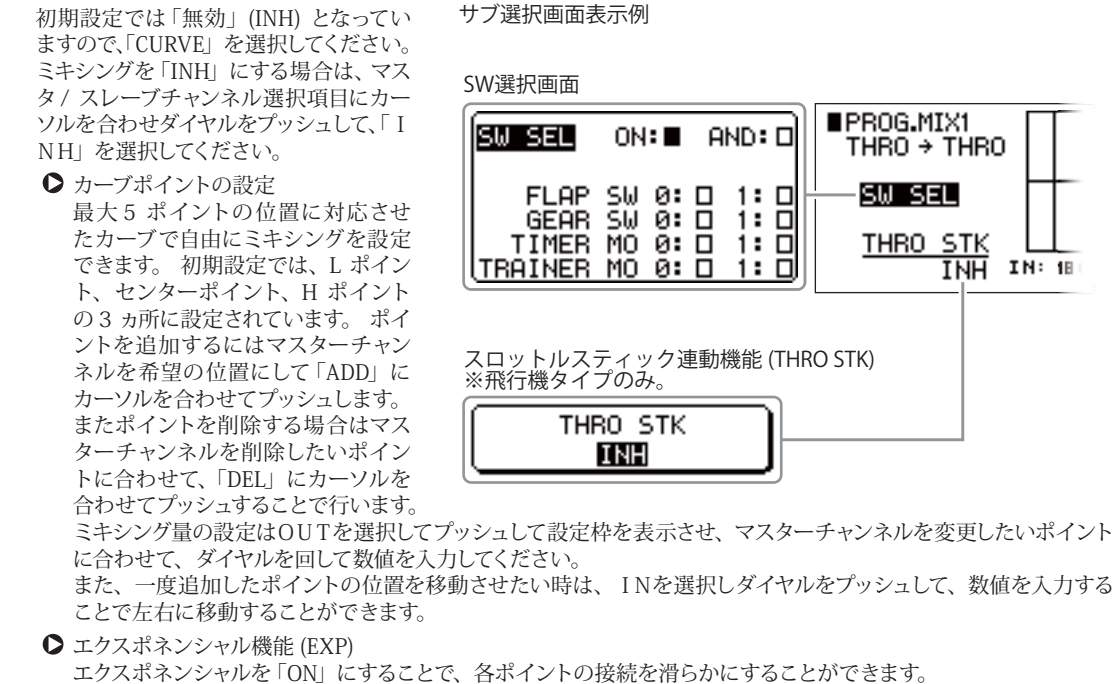 初期設定では「無効」(INH) となってい
ますので、「CURVE」を選択してください。
ミキシングを「INH」にする場合は、マス
タ / スレーブチャンネル選択項目にカー
ソルを合わせダイヤルをプッシュして、「I
NH」を選択してください。
カーブポイントの設定
最大5 ポイントの位置に対応させ
たカーブで自由にミキシングを設定
できます。 初期設定では、L ポイン
ト、センターポイント、H ポイント
の3 ヵ所に設定されています。 ポイ
ントを追加するにはマスターチャン
ネルを希望の位置にして「ADD」に
カーソルを合わせてプッシュします。
またポイントを削除する場合はマス
ターチャンネルを削除したいポイン
トに合わせて、「DEL」にカーソルを
合わせてプッシュすることで行います。
ミキシング量の設定はOUTを選択してプッシュして設定枠を表示させ、マスターチャンネルを変更したいポイント
に合わせて、ダイヤルを回して数値を入力してください。
また、一度追加したポイントの位置を移動させたい時は、 INを選択しダイヤルをプッシュして、数値を入力する
ことで左右に移動することができます。
エクスポネンシャル機能 (EXP)
エクスポネンシャルを「ON」にすることで、各ポイントの接続を滑らかにすることができます。
サブ選択画面表示例
SW選択画面
SW SEL ON:■ AND:□
FLAP SW 0:□ 1:□
GEAR SW 0:□ 1:□
TIMER MO 0:□ 1:□
TRAINER MO 0:□ 1:□
■PROG.MIX1
THRO → THRO
SW SEL
THRO STK
INH IN: 18
スロットルスティック連動機能 (THRO STK)
※飛行機タイプのみ。
THRO STK
INH